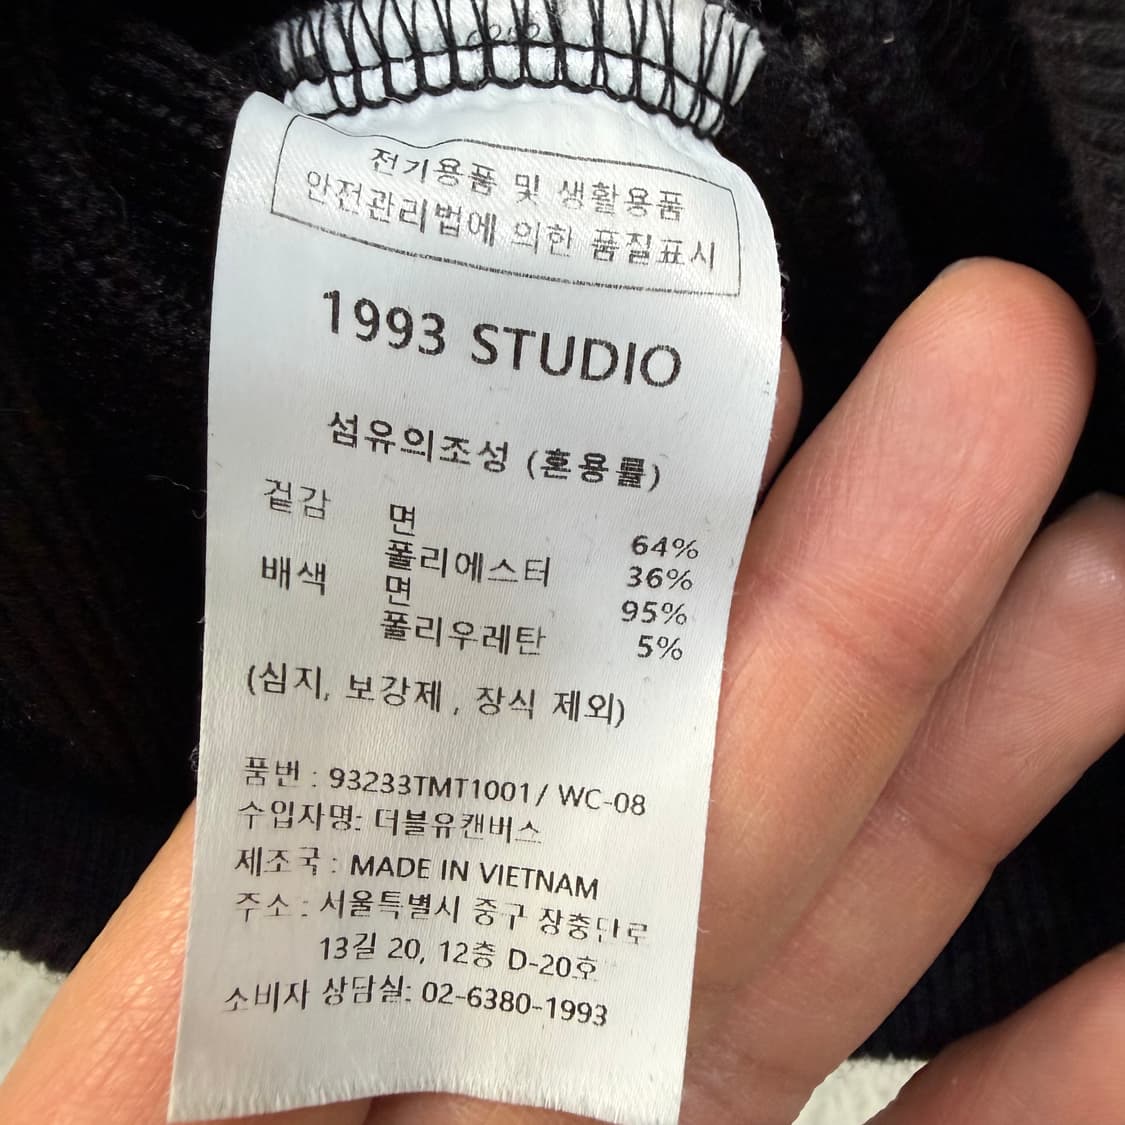 전기용품 및 생활용품
안전관리법에 의한 품질표시
1993 STUDIO
섬유의조성 (혼용률)
겉감 면 64%
폴리에스터 36%
배색 면 95%
폴리우레탄 5%
(심지, 보강제, 장식 제외)
품번 : 93233TMT1001/ WC-08
수입자명: 더블유캔버스
제조국 : MADE IN VIETNAM
주소 : 서울특별시 중구 장충단로
13길 20, 12층 D-20호
소비자 상담실: 02-6380-1993